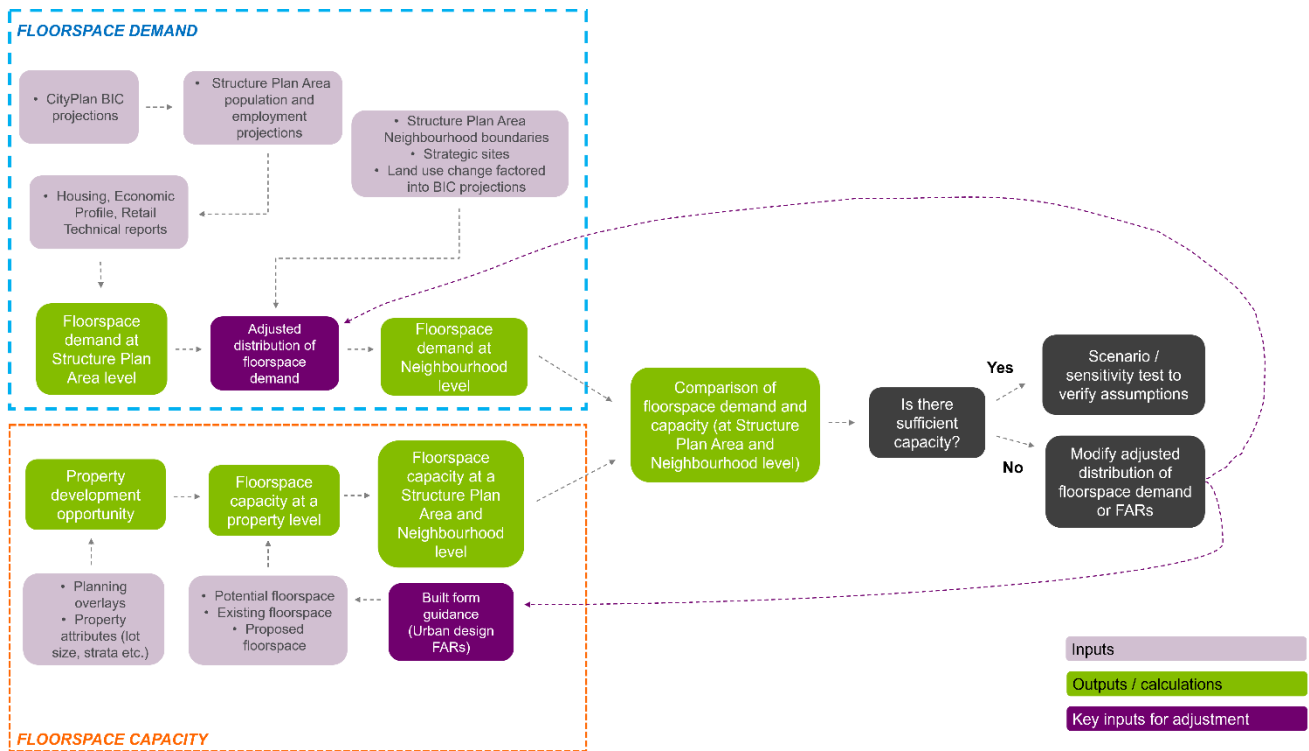 FLOORSPACE DEMAND
• CityPlan BIC
projections
• Structure Plan Area
population and
employment
projections
• Structure Plan Area
Neighbourhood boundaries
• Strategic sites
• Land use change factored
into BIC projections
• Housing, Economic
Profile, Retail
Technical reports
Floorspace
demand at
Structure Plan
Area level
Adjusted
distribution of
floorspace
demand
Floorspace
demand at
Neighbourhood
level
Comparison of
floorspace demand and
capacity (at Structure
Plan Area and
Neighbourhood level)
Is there
sufficient
capacity?
Yes
Scenario /
sensitivity test to
verify assumptions
No
Modify adjusted
distribution of
floorspace demand
or FARs
Property
development
opportunity
Floorspace
capacity at a
property level
Floorspace
capacity at a
Structure Plan
Area and
Neighbourhood
level
• Planning
overlays
• Property
attributes (lot
size, strata etc.)
• Potential floorspace
• Existing floorspace
• Proposed
floorspace
Built form
guidance
(Urban design
FARs)
FLOORSPACE CAPACITY
Inputs
Outputs / calculations
Key inputs for adjustment